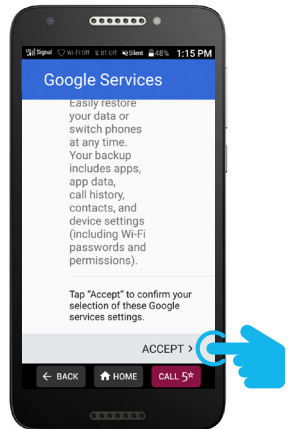 Signal Wi-Fi Off BT Off Silent 48% 1:15 PM
Google Services
Easily restore
your data or
switch phones
at any time.
Your backup
includes apps,
app data,
call history,
contacts, and
device settings
(including Wi-Fi
passwords and
permissions).
Tap "Accept" to confirm your
selection of these Google
services settings.
ACCEPT >
← BACK HOME CALL 5☆